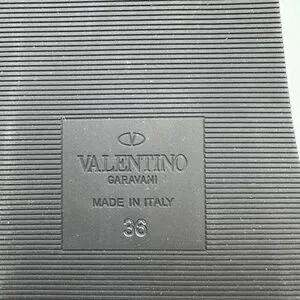 VALENTINO
GARAVANI
MADE IN ITALY
36